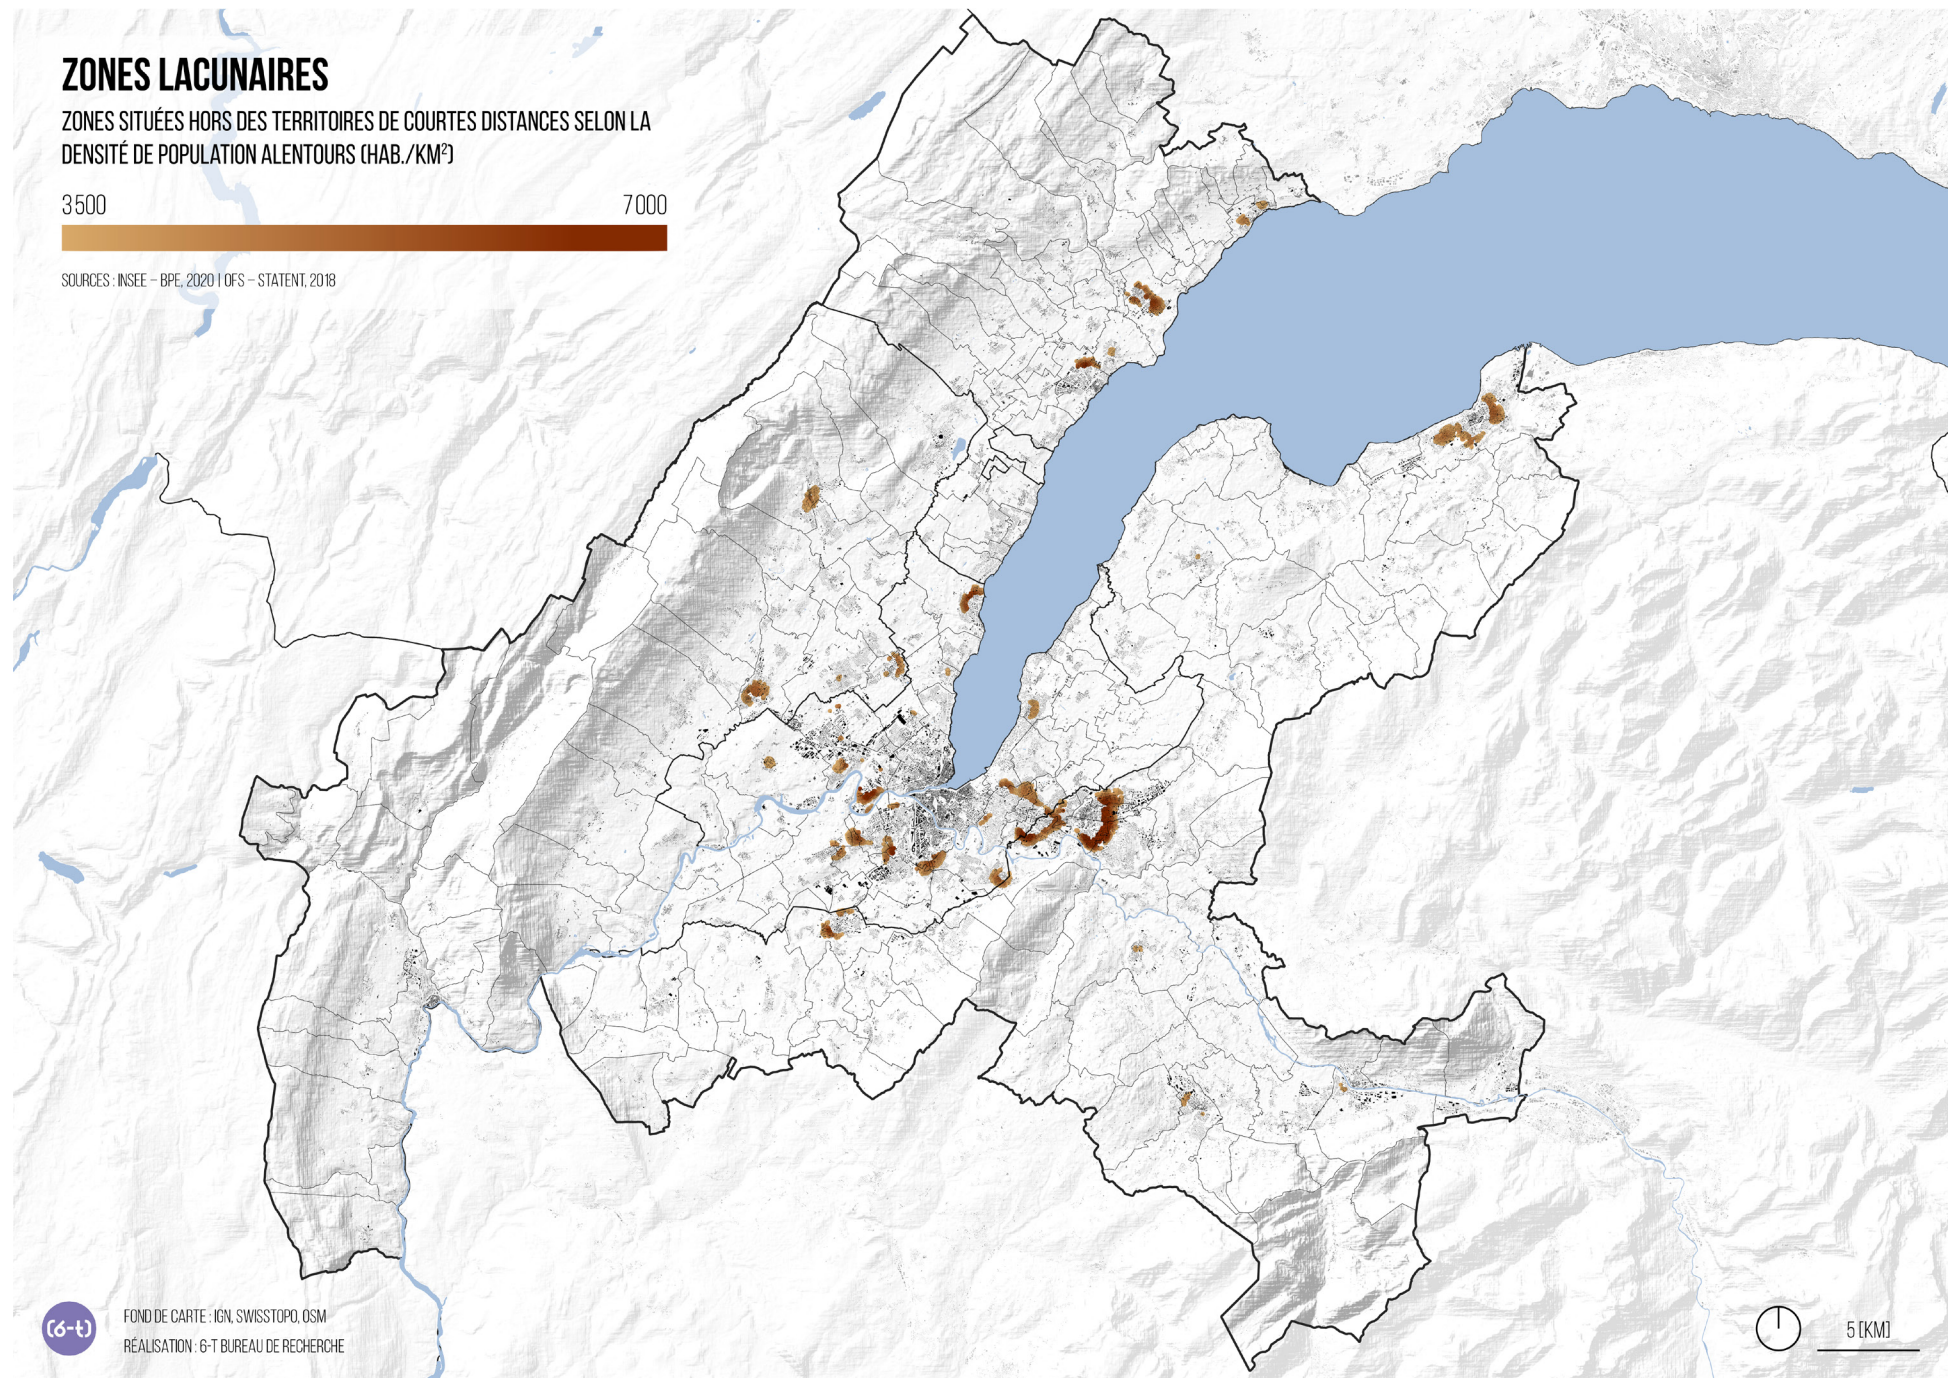 ZONES LACUNAIRES
ZONES SITUÉES HORS DES TERRITOIRES DE COURTES DISTANCES SELON LA
DENSITÉ DE POPULATION ALENTOURS (HAB./KM²)
3500 7000
SOURCES : INSEE – BPE, 2020 | OFS – STATENT, 2018
(6-t)
FOND DE CARTE : IGN, SWISSTOPO, OSM
RÉALISATION : 6-T BUREAU DE RECHERCHE
5 [KM]